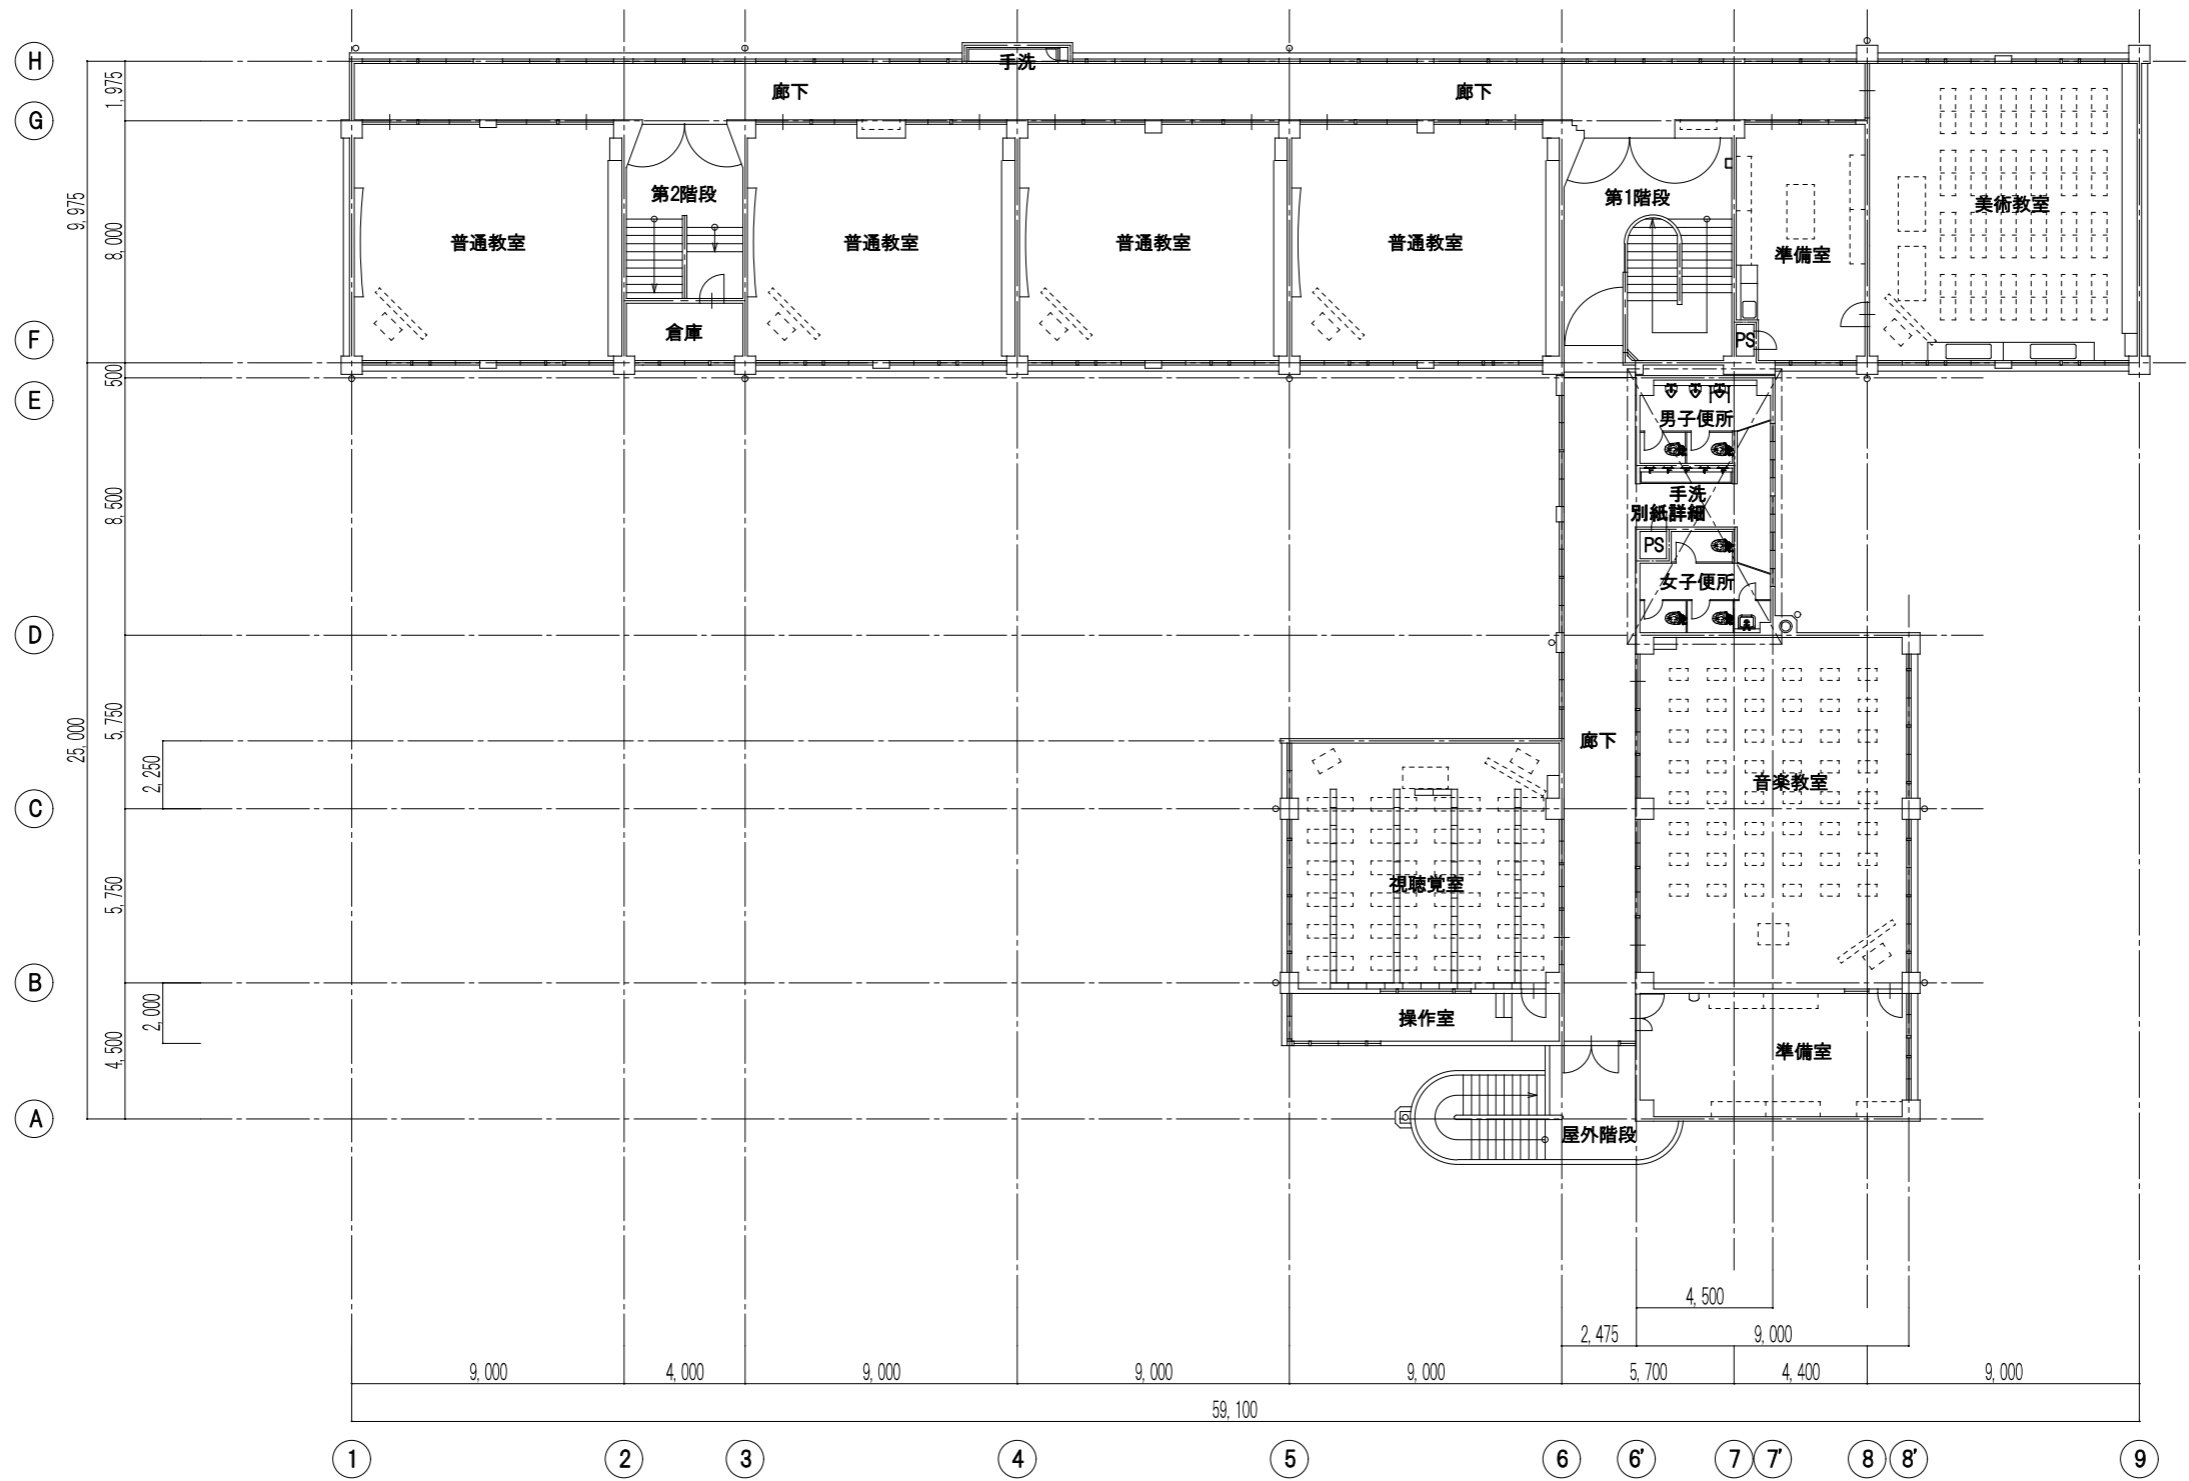 H
手洗
1,975
廊下
廊下
G
第2階段
第1階段
美術教室
9,975
8,000
普通教室
普通教室
普通教室
普通教室
準備室
倉庫
F
PS
500
E
男子便所
8,500
手洗
別紙詳細
PS
女子便所
D
5,750
25,000
廊下
2,250
音楽教室
C
5,750
視聴覚室
B
2,000
操作室
4,500
準備室
A
屋外階段
4,500
2,475
9,000
9,000
4,000
9,000
9,000
9,000
5,700
4,400
9,000
59,100
1
2
3
4
5
6
6'
7
7'
8
8'
9